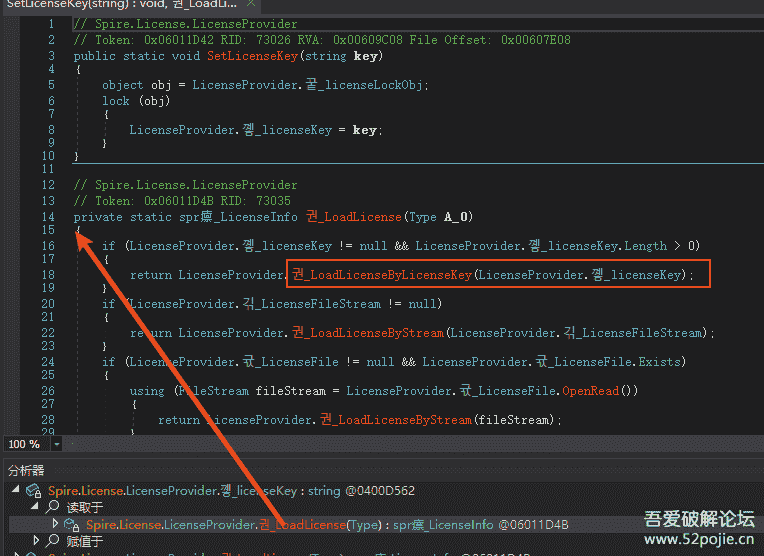 SetLicenseKey(string) : void, 권_LoadLi... ×
1 // Spire.License.LicenseProvider
2 // Token: 0x06011D42 RID: 73026 RVA: 0x00609C08 File Offset: 0x00607E08
3 public static void SetLicenseKey(string key)
4 {
5 object obj = LicenseProvider.꾙_licenseLockObj;
6 lock (obj)
7 {
8 LicenseProvider.꼘_licenseKey = key;
9 }
10 }
11
12 // Spire.License.LicenseProvider
13 // Token: 0x06011D4B RID: 73035
14 private static spr瘝_LicenseInfo 권_LoadLicense(Type A_0)
15 {
16 if (LicenseProvider.꼘_licenseKey != null && LicenseProvider.꼘_licenseKey.Length > 0)
17 {
18 return LicenseProvider.권_LoadLicenseByLicenseKey(LicenseProvider.꼘_licenseKey);
19 }
20 if (LicenseProvider.긲_LicenseFileStream != null)
21 {
22 return LicenseProvider.권_LoadLicenseByStream(LicenseProvider.긲_LicenseFileStream);
23 }
24 if (LicenseProvider.귟_LicenseFile != null && LicenseProvider.귟_LicenseFile.Exists)
25 {
26 using (FileStream fileStream = LicenseProvider.귟_LicenseFile.OpenRead())
27 {
28 return LicenseProvider.권_LoadLicenseByStream(fileStream);
29 }
100 %
分析器
Spire.License.LicenseProvider.꼘_licenseKey : string @0400D562
读取于
Spire.License.LicenseProvider.권_LoadLicense(Type) : spr瘝_LicenseInfo @06011D4B
赋值于
吾爱破解论坛
www.52pojie.cn